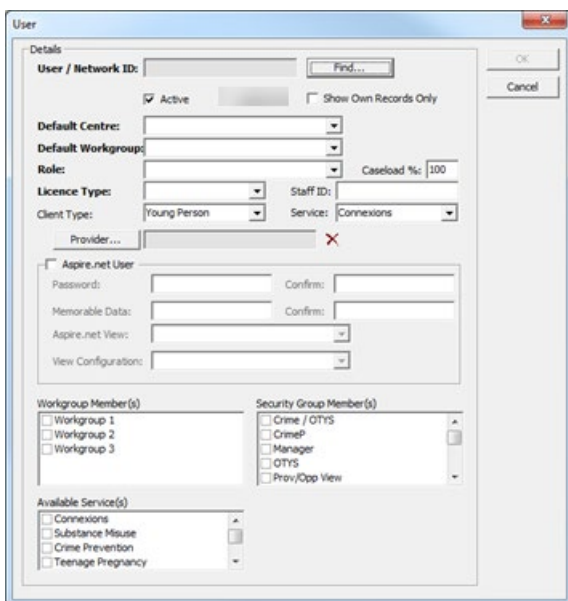 User
Details
User / Network ID:
Find...
OK
Cancel
Active
Show Own Records Only
Default Centre:
Default Workgroup:
Role:
Caseload %: 100
Licence Type:
Staff ID:
Client Type: Young Person
Service: Connexions
Provider...
Aspire.net User
Password:
Confirm:
Memorable Data:
Confirm:
Aspire.net View:
View Configuration:
Workgroup Member(s)
Workgroup 1
Workgroup 2
Workgroup 3
Security Group Member(s)
Crime / OTYS
CrimeP
Manager
OTYS
Prov/Opp View
Available Service(s)
Connexions
Substance Misuse
Crime Prevention
Teenage Pregnancy